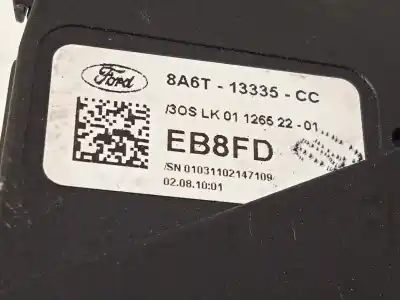 Ford
8A6T - 13335 - CC
/3OS LK 01 1265 22 - 01
EB8FD
/SN 01031102147109
02.08.10:01